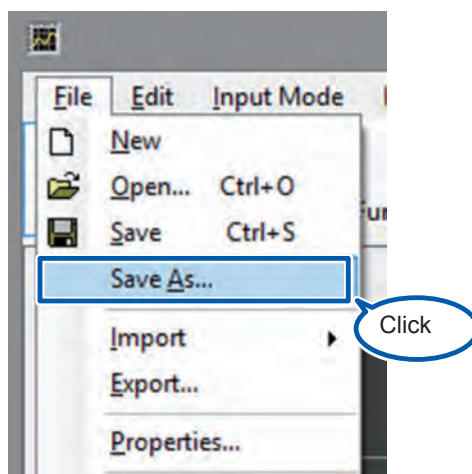 File Edit Input Mode
New
Open... Ctrl+O
Save Ctrl+S
Save As...
Click
Import
Export...
Properties...